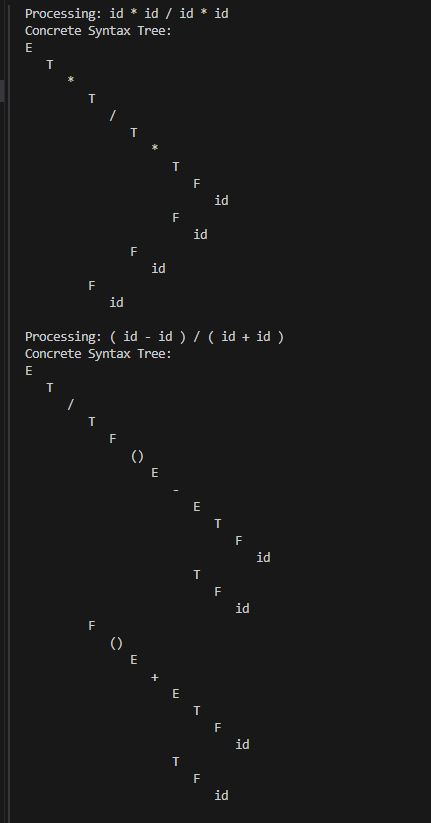 Processing: id * id / id * id
Concrete Syntax Tree:
E
T
*
T
/
T
*
T
F
id
F
id
F
id
F
id
Processing: ( id - id ) / ( id + id )
Concrete Syntax Tree:
E
T
/
T
F
()
E
-
E
T
F
id
T
F
id
F
()
E
+
E
T
F
id
T
F
id